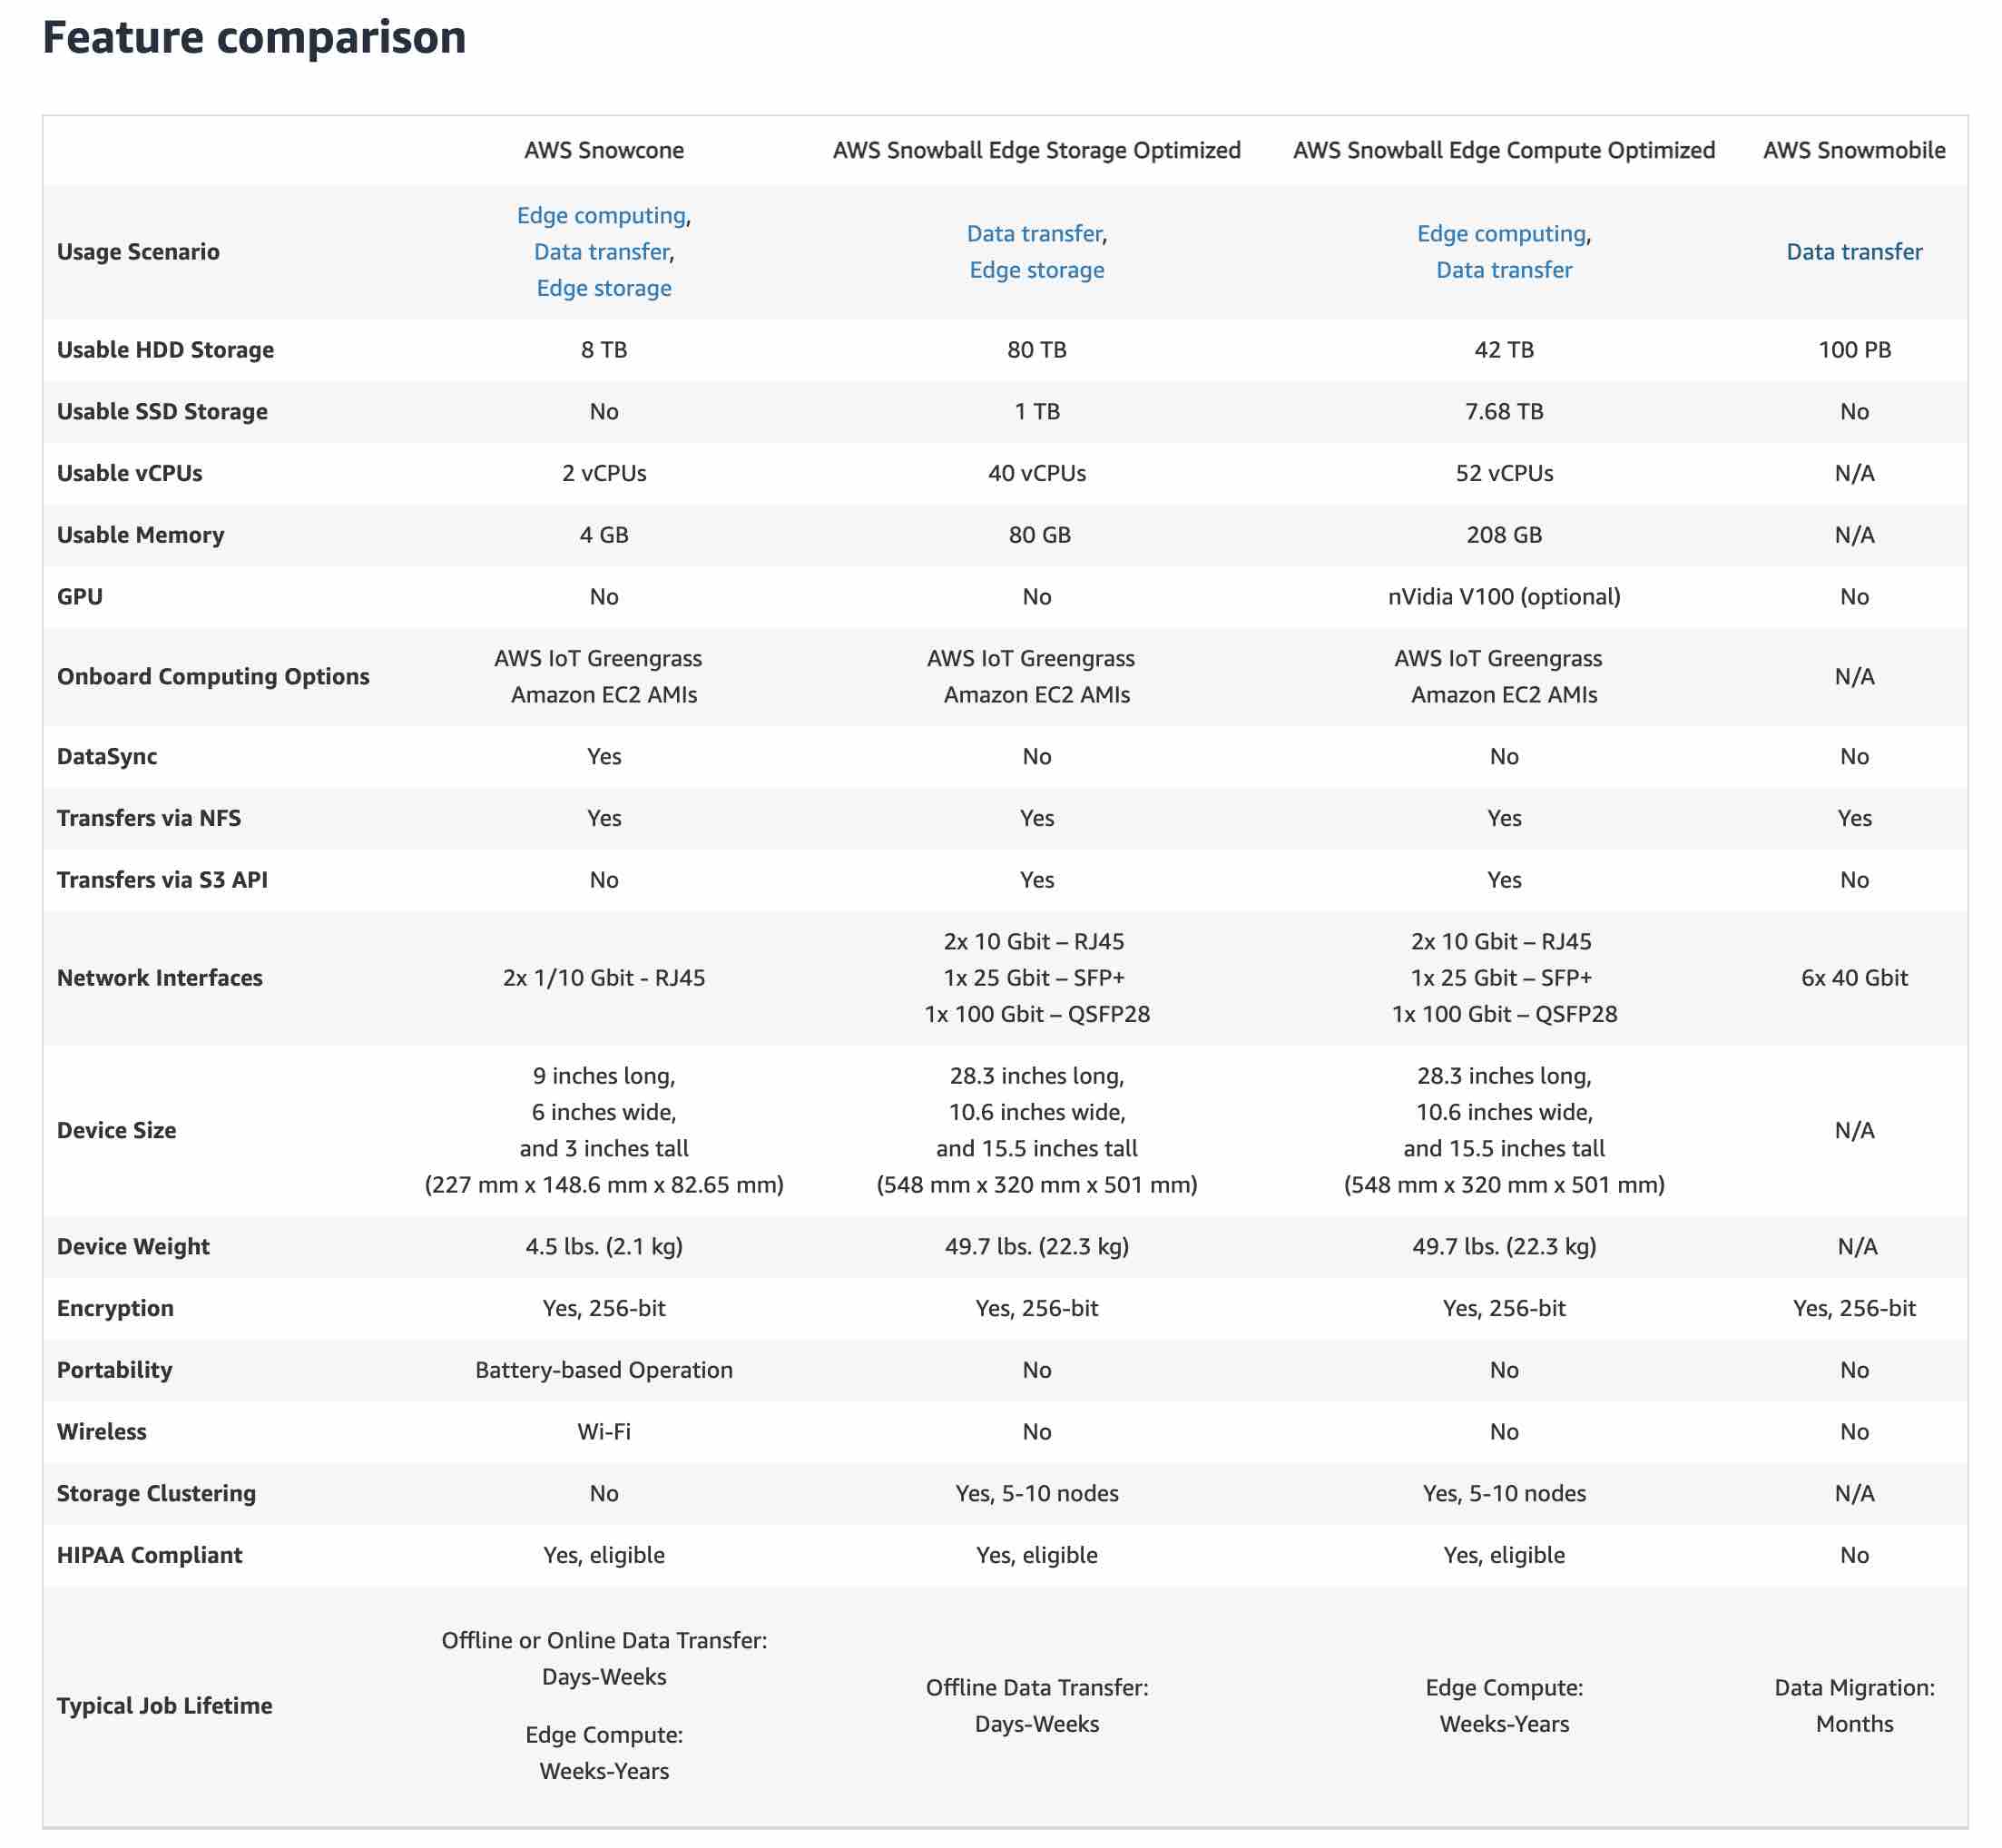 Feature comparison
AWS Snowcone AWS Snowball Edge Storage Optimized AWS Snowball Edge Compute Optimized AWS Snowmobile
Usage Scenario
Edge computing,
Data transfer,
Edge storage
Data transfer,
Edge storage
Edge computing,
Data transfer
Data transfer
Usable HDD Storage 8 TB 80 TB 42 TB 100 PB
Usable SSD Storage No 1 TB 7.68 TB No
Usable vCPUs 2 vCPUs 40 vCPUs 52 vCPUs N/A
Usable Memory 4 GB 80 GB 208 GB N/A
GPU No No nVidia V100 (optional) No
Onboard Computing Options
AWS IoT Greengrass
Amazon EC2 AMIs
AWS IoT Greengrass
Amazon EC2 AMIs
AWS IoT Greengrass
Amazon EC2 AMIs
N/A
DataSync Yes No No No
Transfers via NFS Yes Yes Yes Yes
Transfers via S3 API No Yes Yes No
Network Interfaces
2x 1/10 Gbit - RJ45
2x 10 Gbit – RJ45
1x 25 Gbit – SFP+
1x 100 Gbit – QSFP28
2x 10 Gbit – RJ45
1x 25 Gbit – SFP+
1x 100 Gbit – QSFP28
6x 40 Gbit
Device Size
9 inches long,
6 inches wide,
and 3 inches tall
(227 mm x 148.6 mm x 82.65 mm)
28.3 inches long,
10.6 inches wide,
and 15.5 inches tall
(548 mm x 320 mm x 501 mm)
28.3 inches long,
10.6 inches wide,
and 15.5 inches tall
(548 mm x 320 mm x 501 mm)
N/A
Device Weight 4.5 lbs. (2.1 kg) 49.7 lbs. (22.3 kg) 49.7 lbs. (22.3 kg) N/A
Encryption Yes, 256-bit Yes, 256-bit Yes, 256-bit Yes, 256-bit
Portability Battery-based Operation No No No
Wireless Wi-Fi No No No
Storage Clustering No Yes, 5-10 nodes Yes, 5-10 nodes N/A
HIPAA Compliant Yes, eligible Yes, eligible Yes, eligible No
Typical Job Lifetime
Offline or Online Data Transfer:
Days-Weeks
Edge Compute:
Weeks-Years
Offline Data Transfer:
Days-Weeks
Edge Compute:
Weeks-Years
Data Migration:
Months